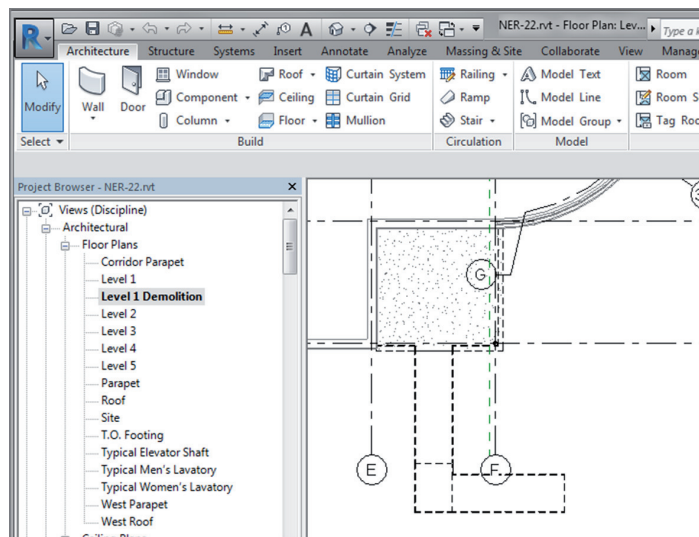 NER-22.rvt - Floor Plan: Lev...
Type a k
Architecture Structure Systems Insert Annotate Analyze Massing & Site Collaborate View Manag
Modify
Wall
Door
Window
Component
Column
Roof
Ceiling
Floor
Curtain System
Curtain Grid
Mullion
Railing
Ramp
Stair
Model Text
Model Line
Model Group
Room
Room S
Tag Roo
Select Build Circulation Model
Project Browser - NER-22.rvt
Views (Discipline)
Architectural
Floor Plans
Corridor Parapet
Level 1
Level 1 Demolition
Level 2
Level 3
Level 4
Level 5
Parapet
Roof
Site
T.O. Footing
Typical Elevator Shaft
Typical Men's Lavatory
Typical Women's Lavatory
West Parapet
West Roof
G
E
F